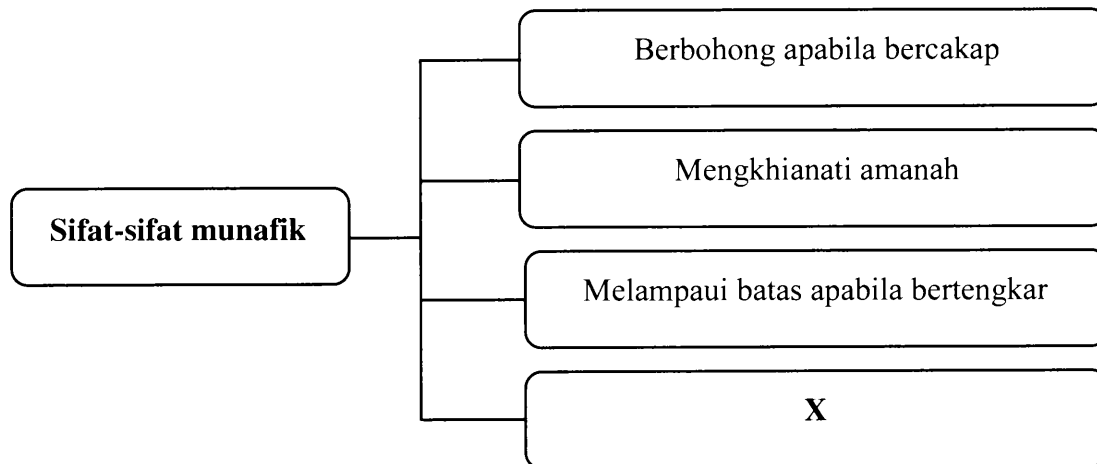 Berbohong apabila bercakap
Mengkhianati amanah
Sifat-sifat munafik
Melampaui batas apabila bertengkar
X